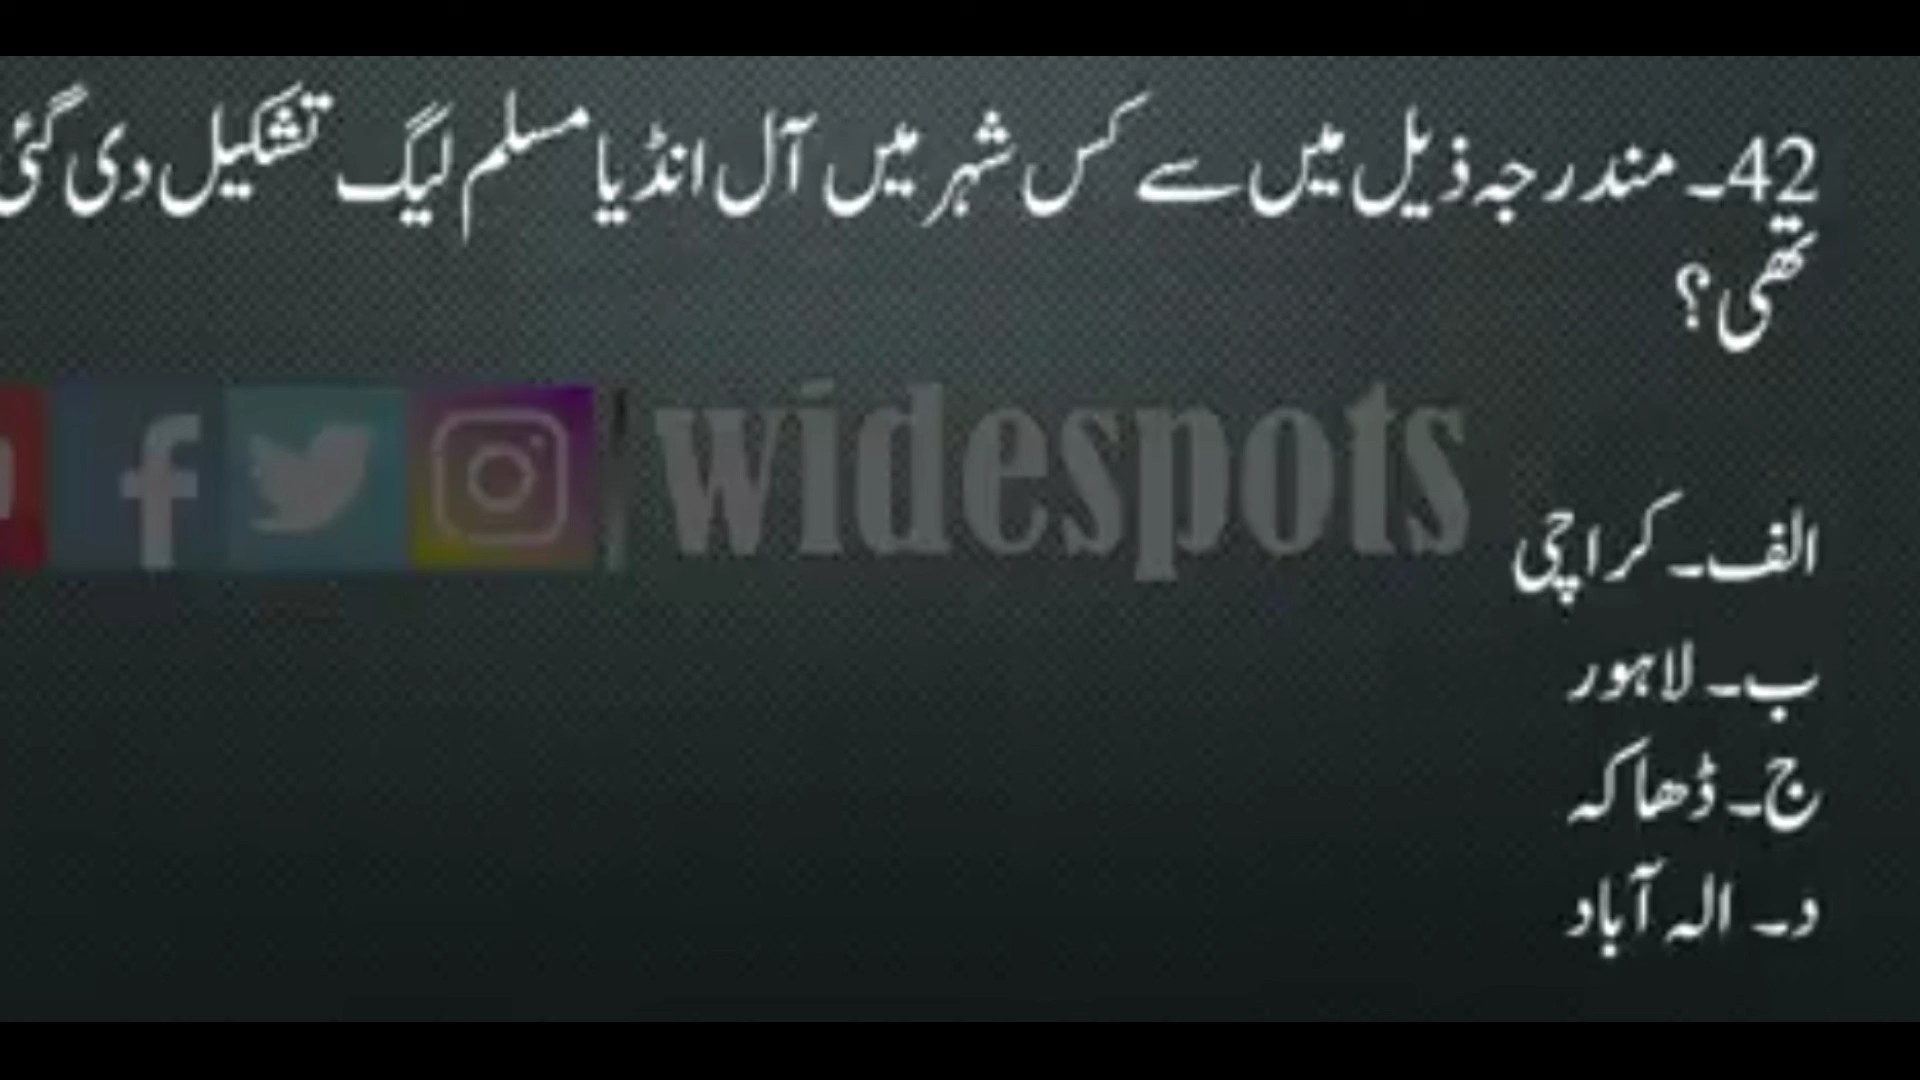 42۔ مندرجہ ذیل میں سے کس شہر میں آل انڈیا مسلم لیگ تشکیل دی گئی
تھی؟
widespots
الف۔ کراچی
ب۔ لاہور
ج۔ ڈھاکہ
د۔ الہ آباد